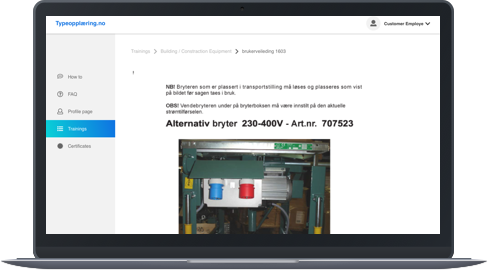 Typeopplæring.no
Customer Employe
Trainings > Building / Construction Equipment > brukerveileding 1603
How to
FAQ
Profile page
Trainings
Certificates
NB! Bryteren som er plassert i transportstilling må løses og plasseres som vist
på bildet før sagen taes i bruk.
OBS! Vendebryteren under på bryterboksen må være innstilt på den aktuelle
strømtilførselen.
Alternativ bryter 230-400V - Art.nr. 707523